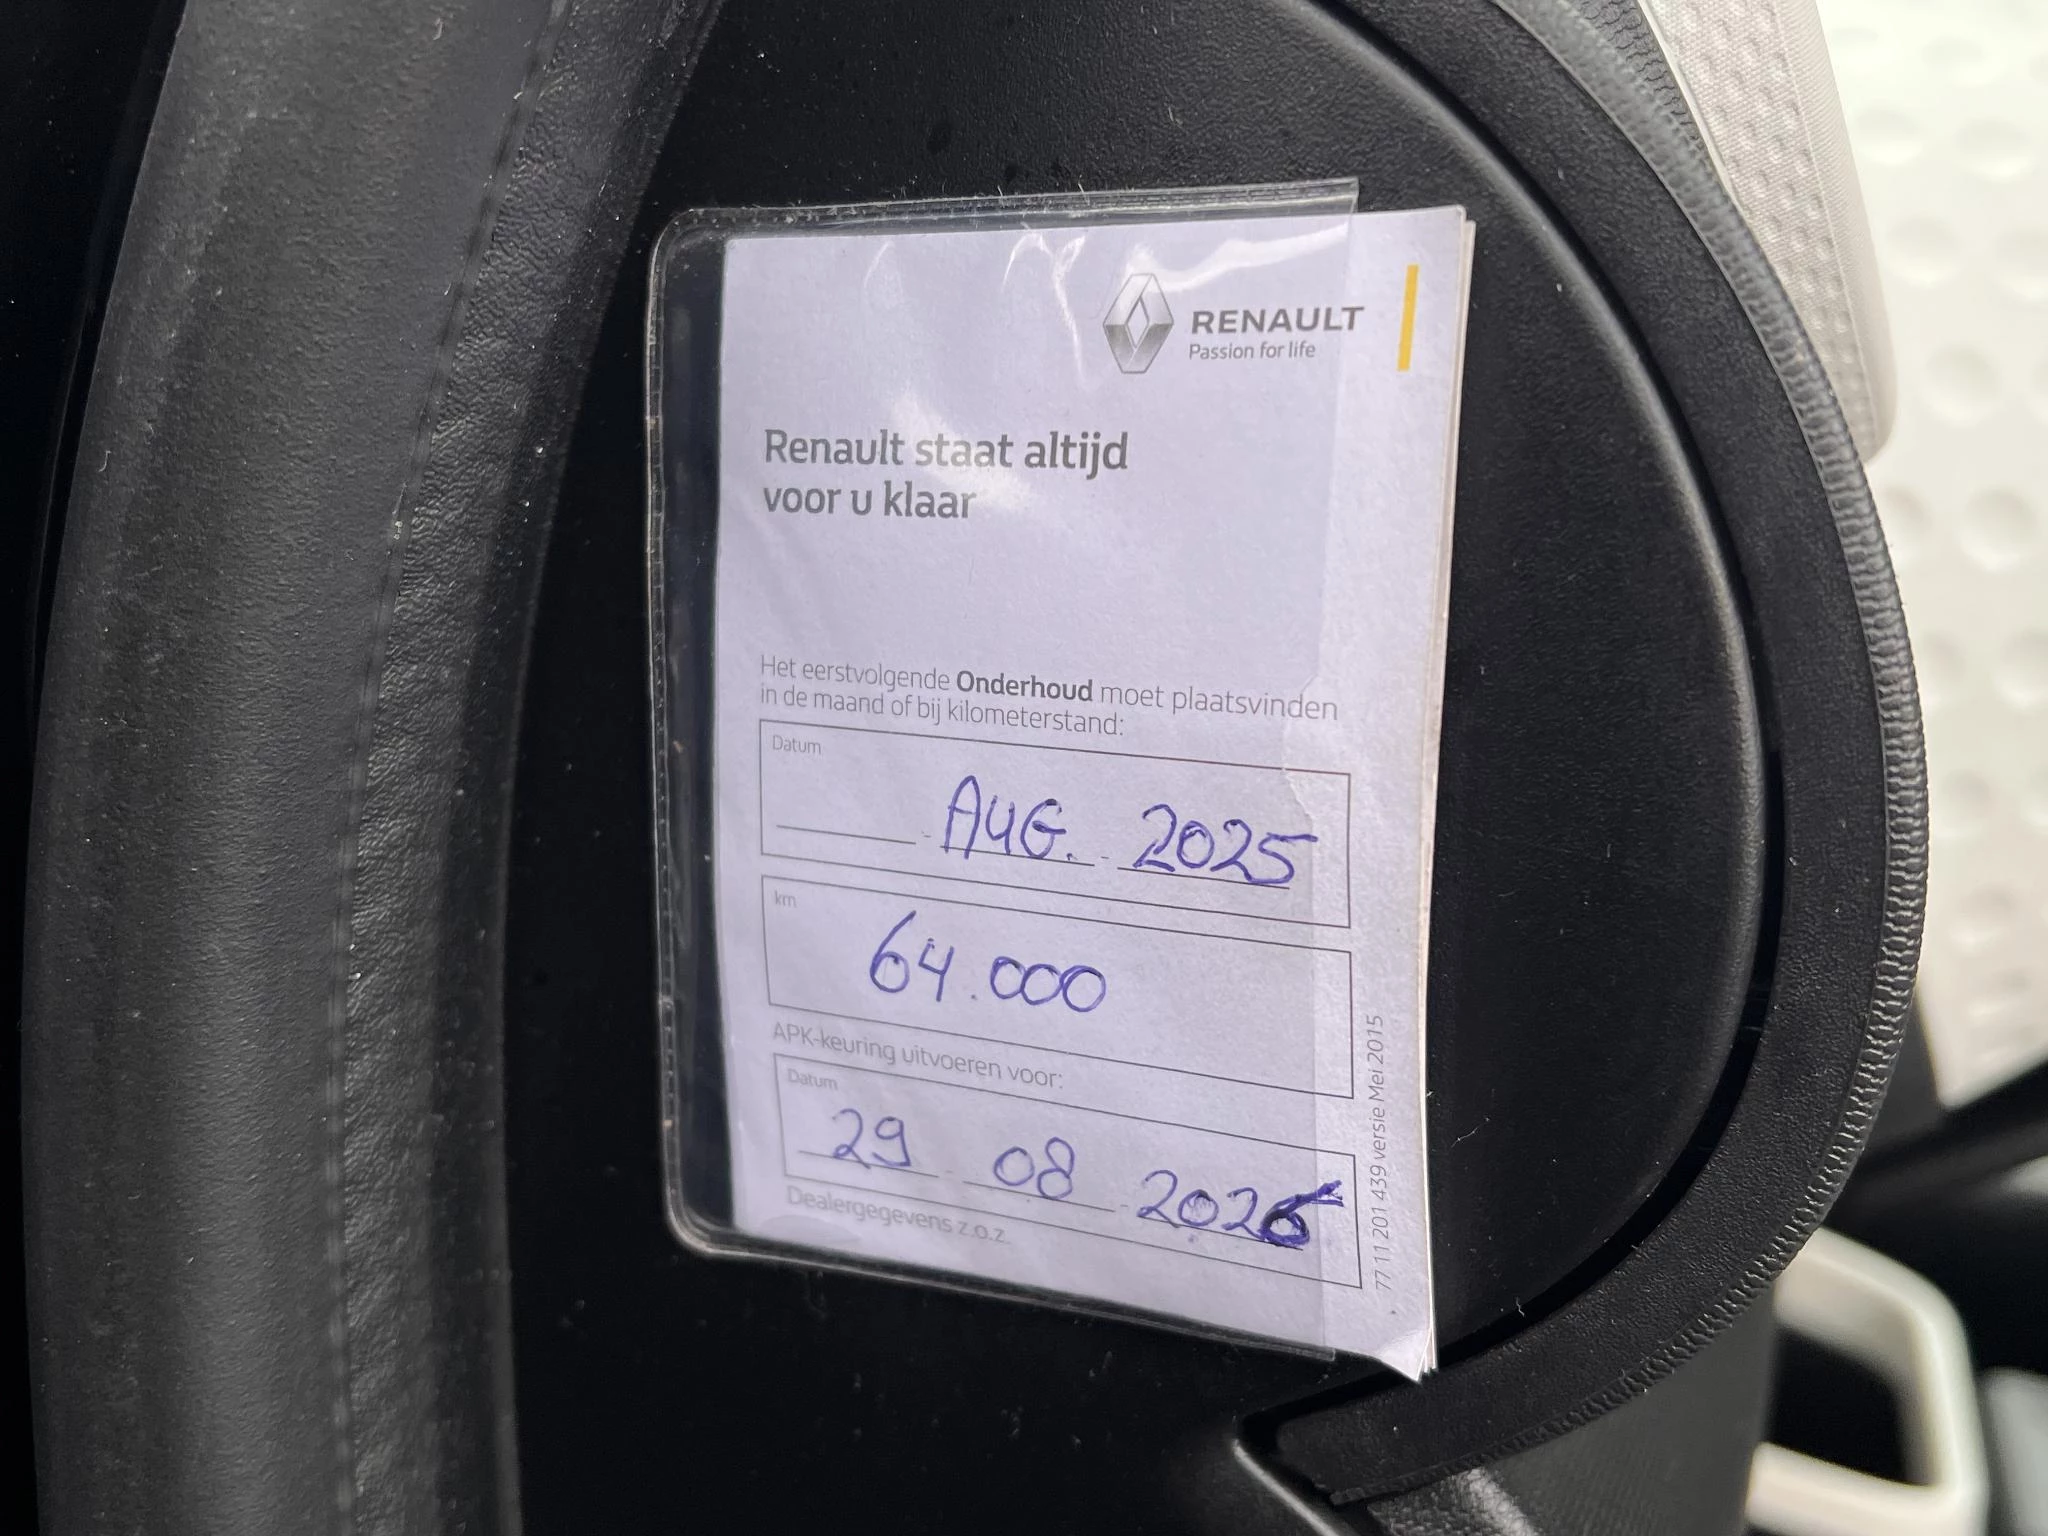 RENAULT
Passion for life
Renault staat altijd
voor u klaar
Het eerstvolgende Onderhoud moet plaatsvinden
in de maand of bij kilometerstand:
Datum
- AUG. - 2025
km
64.000
APK-keuring uitvoeren voor:
Datum
29 - 08 - 2026
Dealergegevens z.o.z.
77 11 201 439 versie Mei 2015